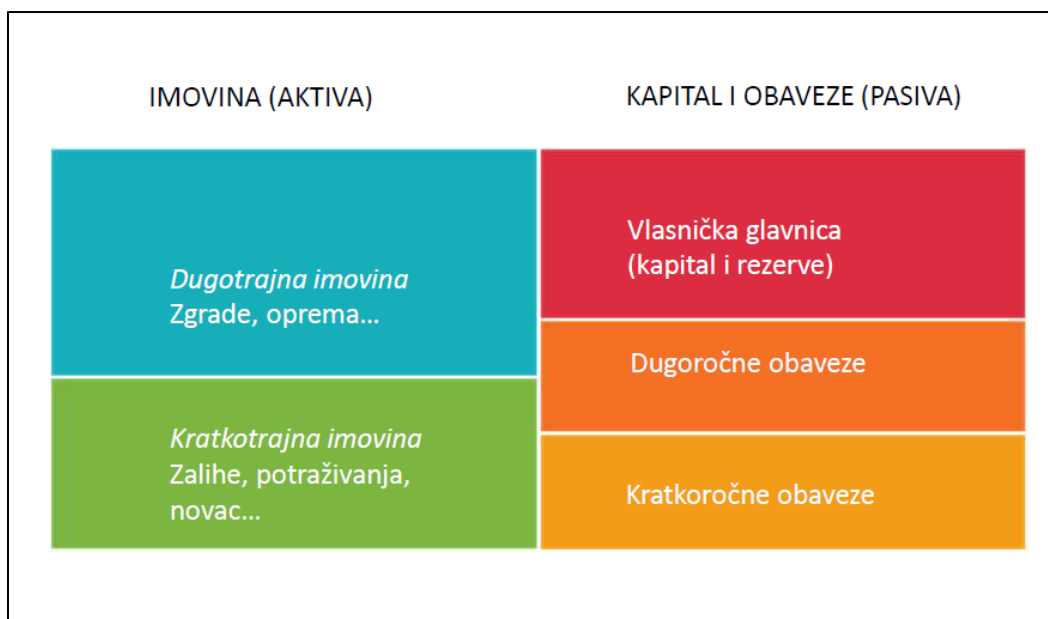 IMOVINA (AKTIVA)
KAPITAL I OBAVEZE (PASIVA)
Dugotrajna imovina
Zgrade, oprema…
Kratkotrajna imovina
Zalihe, potraživanja,
novac…
Vlasnička glavnica
(kapital i rezerve)
Dugoročne obaveze
Kratkoročne obaveze